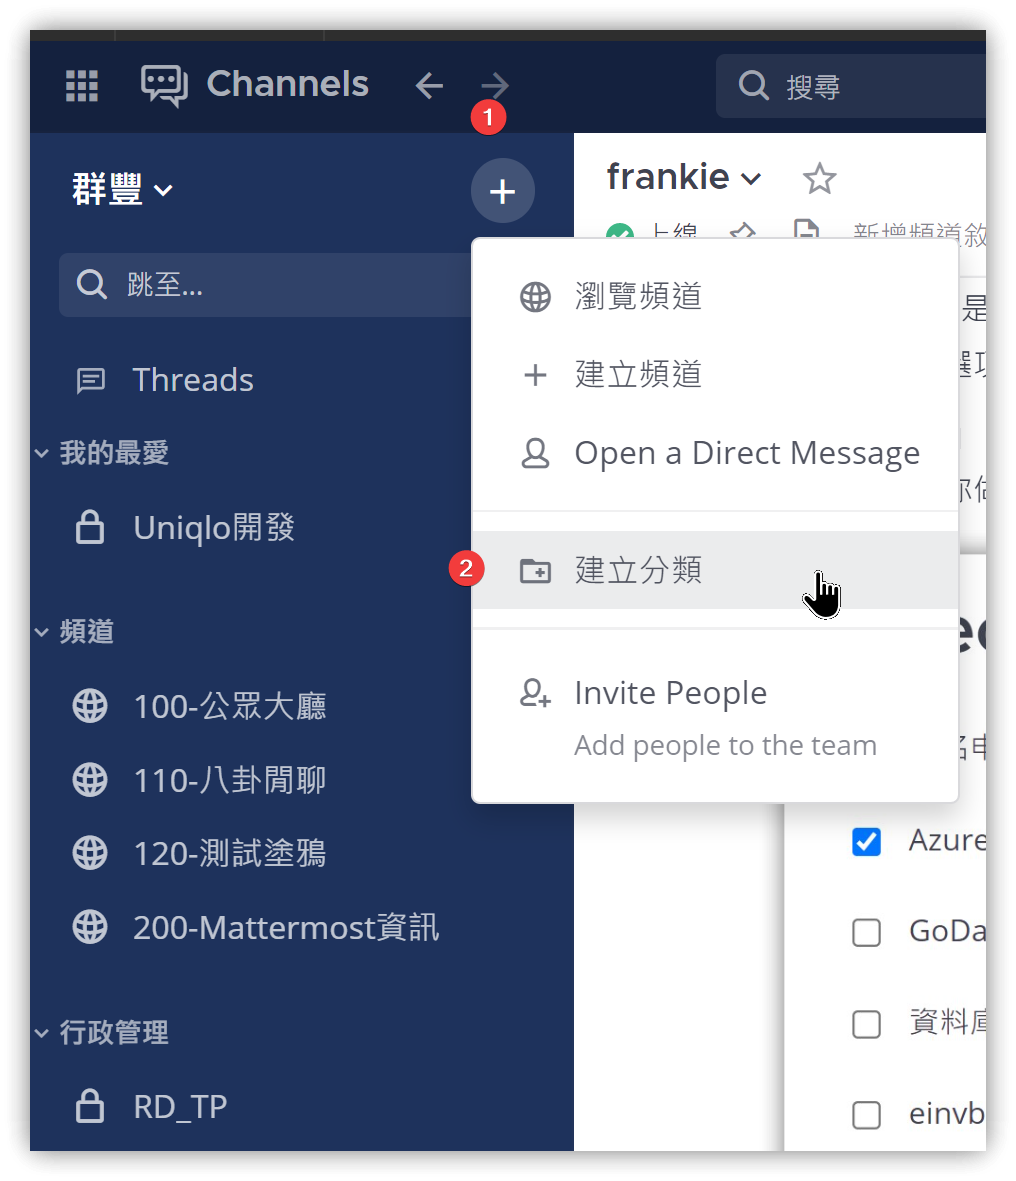 Channels
搜尋
1
群豐
frankie
上線
新增頻道敘
跳至...
瀏覽頻道
是
建立頻道
Threads
我的最愛
Open a Direct Message
Uniqlo開發
2
建立分類
頻道
Invite People
100-公眾大廳
Add people to the team
110-八卦閒聊
Azure
120-測試塗鴉
200-Mattermost資訊
GoDa
資料庫
行政管理
RD_TP
einvb